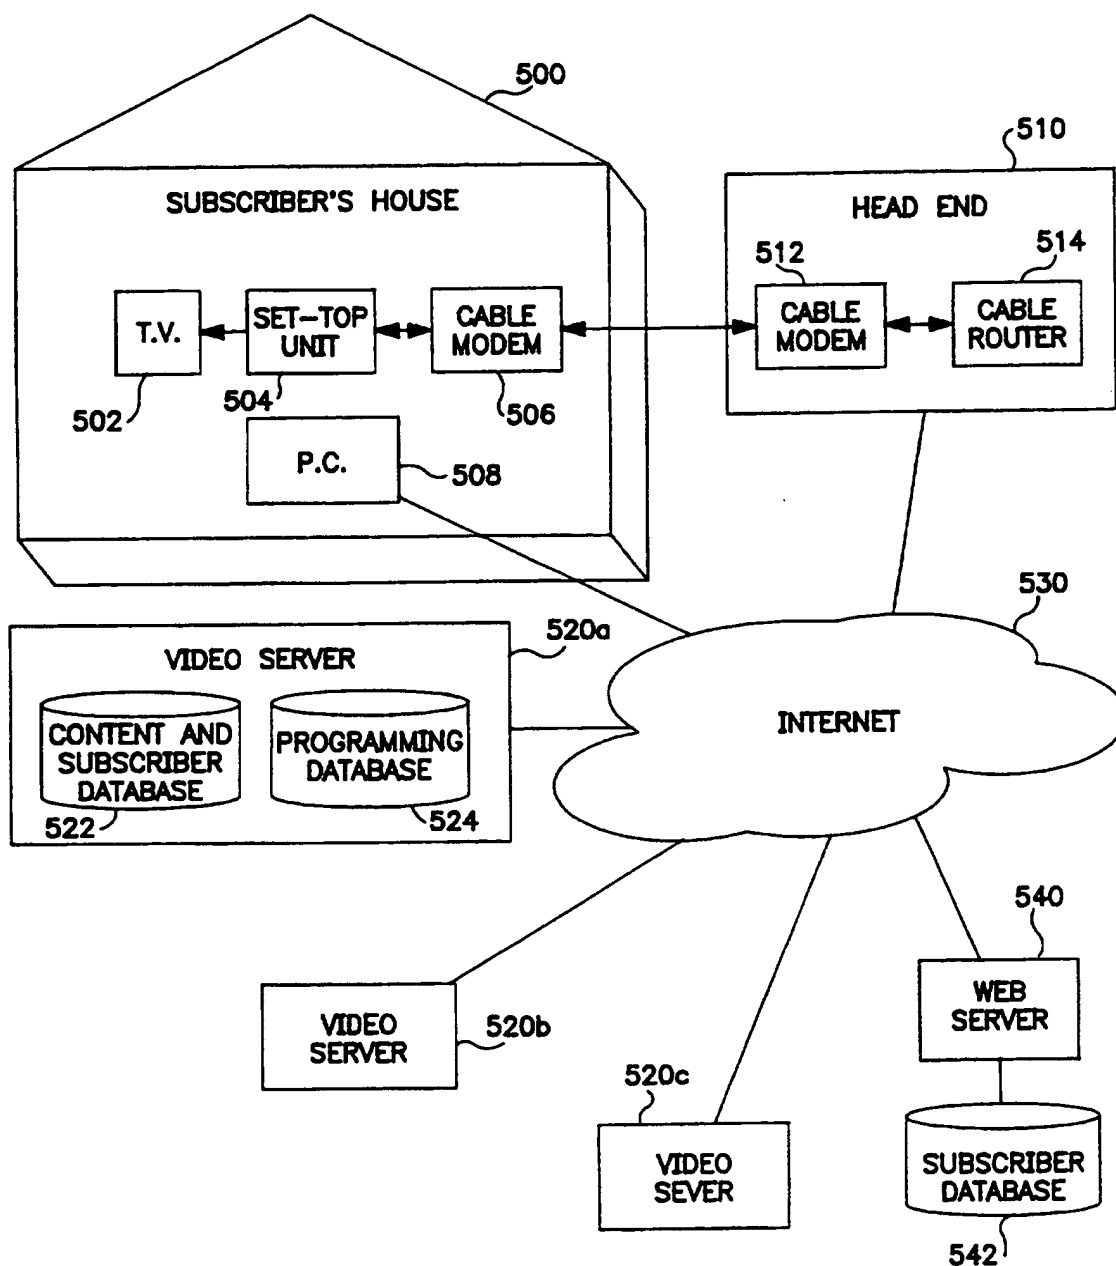 500
510
SUBSCRIBER'S HOUSE
HEAD END
512
514
T.V.
SET-TOP
UNIT
CABLE
MODEM
CABLE
MODEM
CABLE
ROUTER
502
504
506
P.C.
508
530
520a
VIDEO SERVER
CONTENT AND
SUBSCRIBER
DATABASE
PROGRAMMING
DATABASE
522
524
INTERNET
540
WEB
SERVER
VIDEO
SERVER
520b
520c
VIDEO
SEVER
SUBSCRIBER
DATABASE
542